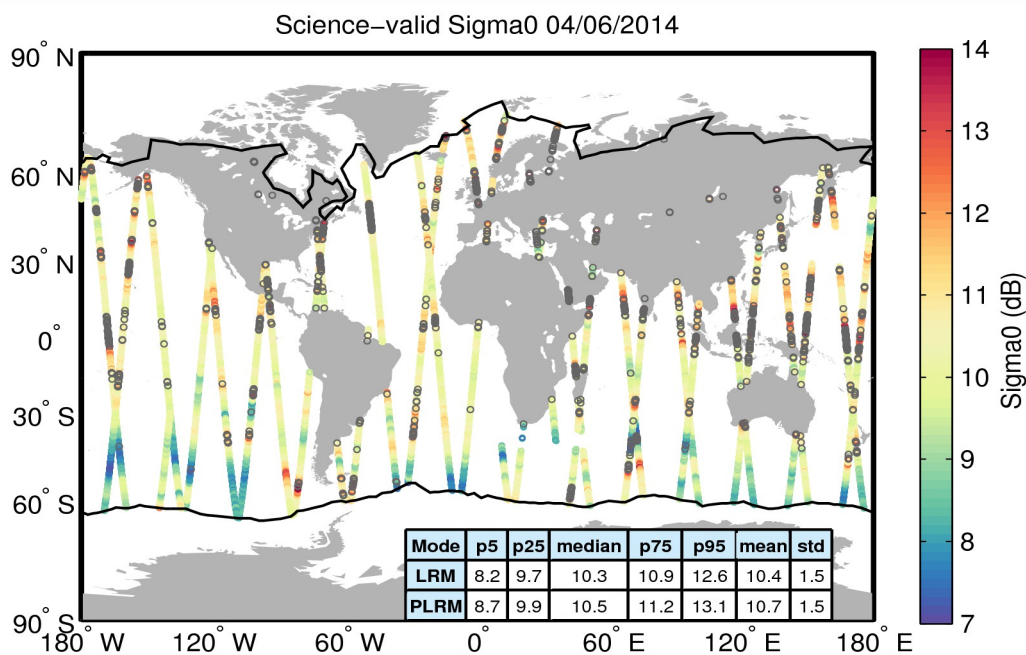 Science-valid Sigma0 04/06/2014
90° N
60° N
30° N
0°
30° S
60° S
90° S
180° W
120° W
60° W
0°
60° E
120° E
180° E
Mode p5 p25 median p75 p95 mean std
LRM 8.2 9.7 10.3 10.9 12.6 10.4 1.5
PLRM 8.7 9.9 10.5 11.2 13.1 10.7 1.5
14
13
12
11
10
9
8
7
Sigma0 (dB)